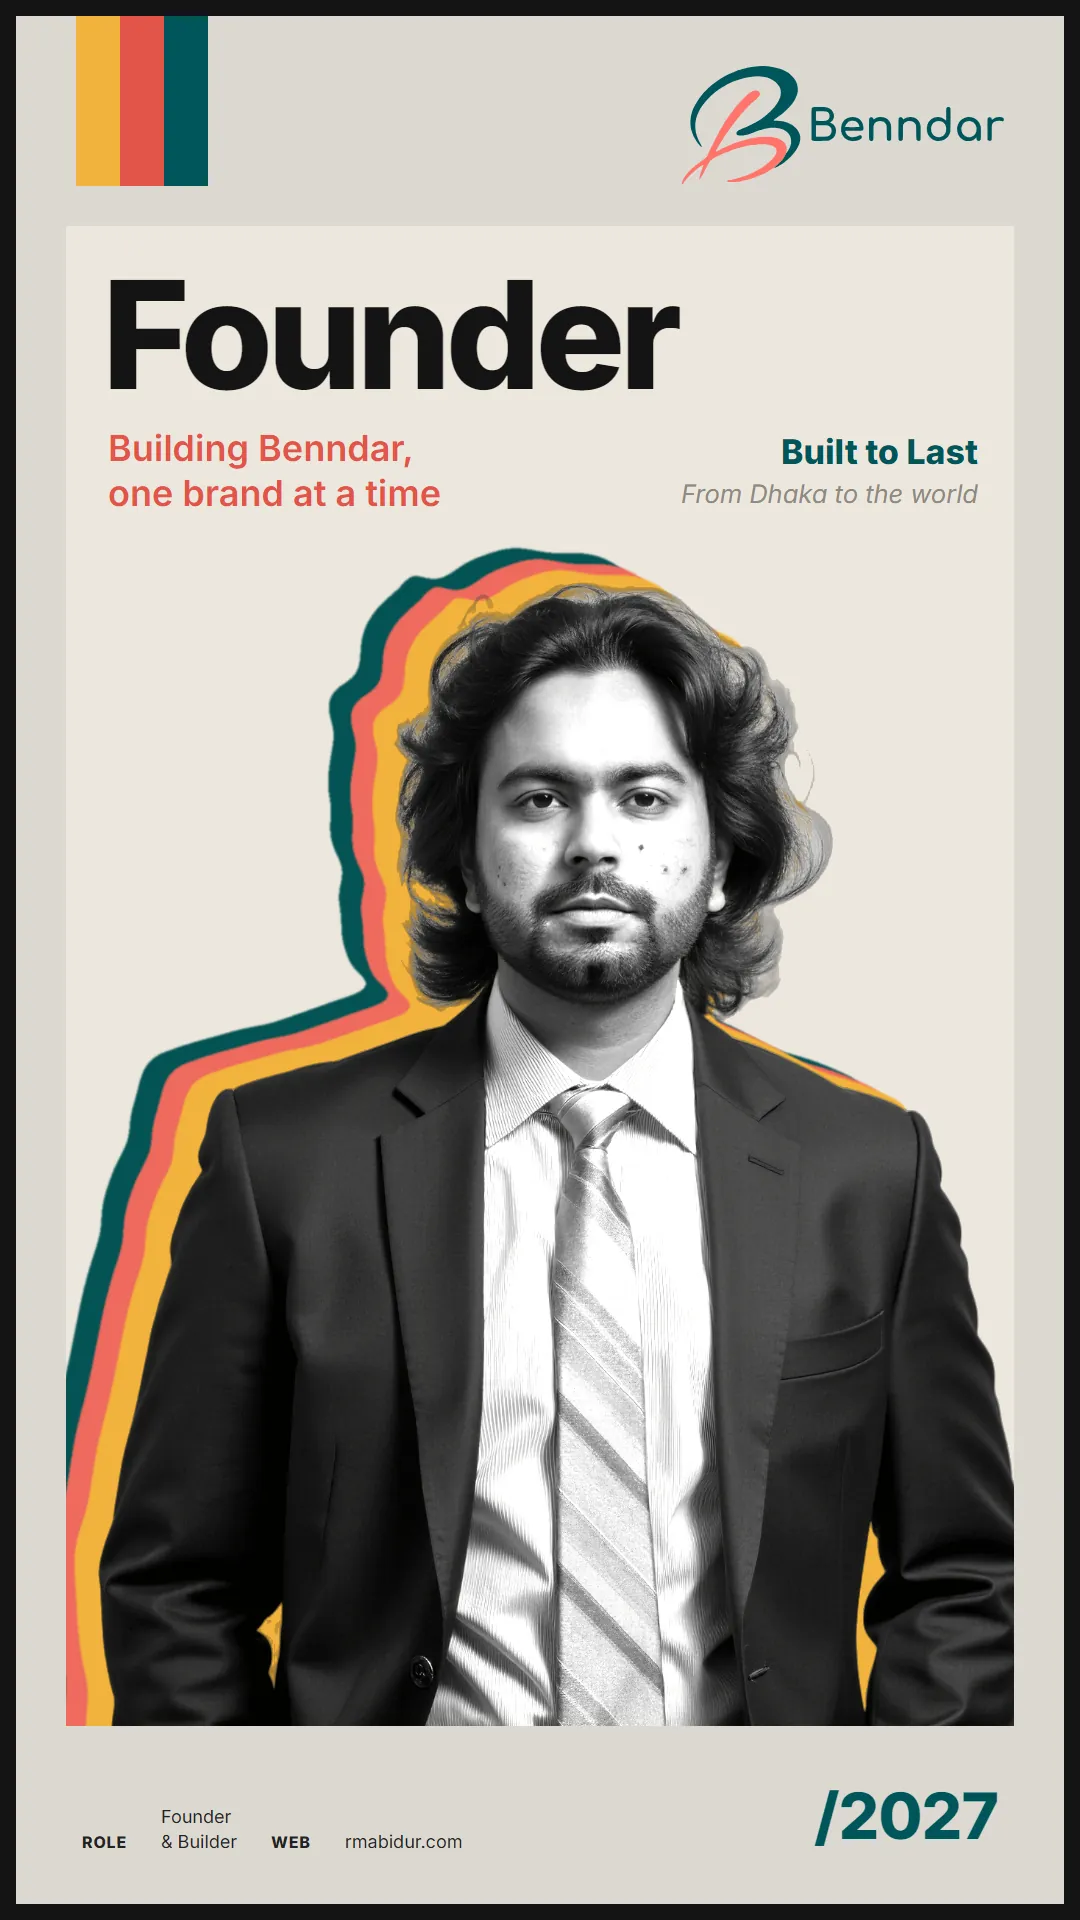 Benndar
Founder
Building Benndar,
one brand at a time
Built to Last
From Dhaka to the world
ROLE
Founder
& Builder
WEB
rmabidur.com
/2027